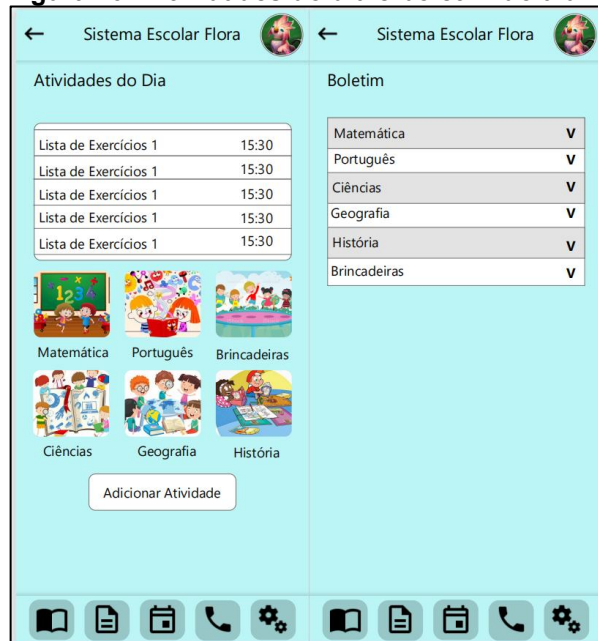 Sistema Escolar Flora
Atividades do Dia
Lista de Exercícios 1 15:30
Lista de Exercícios 1 15:30
Lista de Exercícios 1 15:30
Lista de Exercícios 1 15:30
Lista de Exercícios 1 15:30
123
Matemática Português Brincadeiras
Ciências Geografia História
Adicionar Atividade
Sistema Escolar Flora
Boletim
Matemática V
Português V
Ciências V
Geografia V
História V
Brincadeiras V